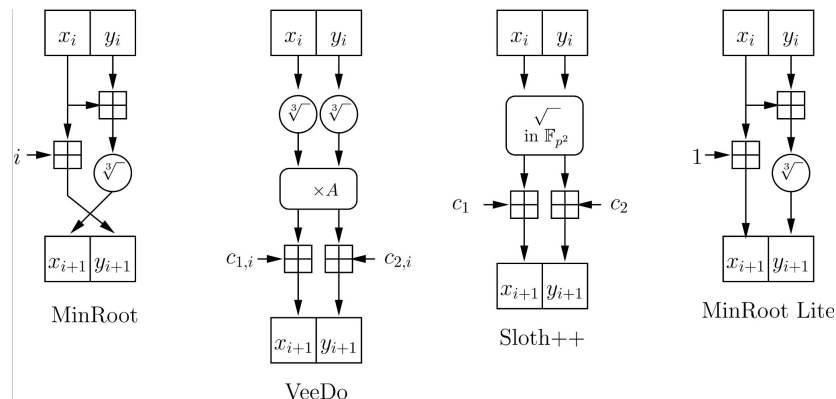 x_i y_i
i
∛
x_{i+1} y_{i+1}
MinRoot
x_i y_i
∛ ∛
×A
c_{1,i} c_{2,i}
x_{i+1} y_{i+1}
VeeDo
x_i y_i
√
in 𝔽_{p^2}
c_1 c_2
x_{i+1} y_{i+1}
Sloth++
x_i y_i
1
∛
x_{i+1} y_{i+1}
MinRoot Lite